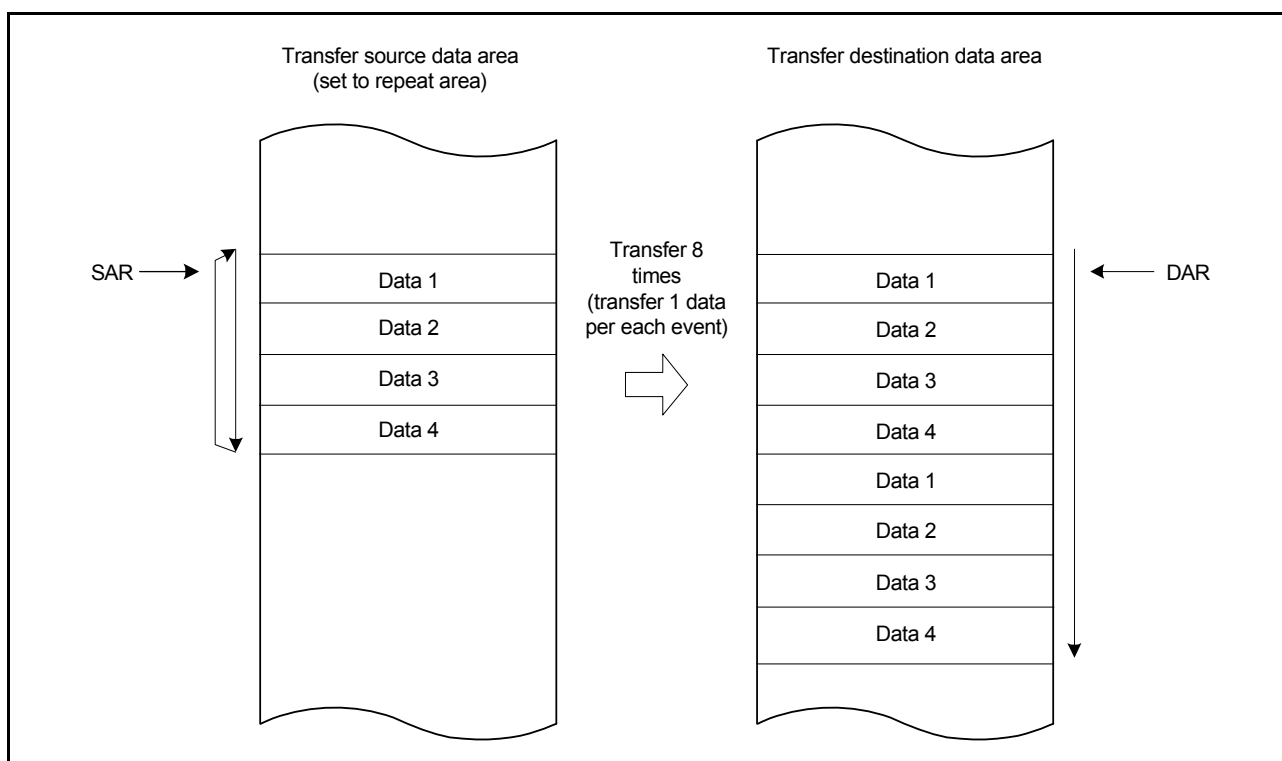 Transfer source data area
(set to repeat area)
Transfer destination data area
SAR
Data 1
Data 2
Data 3
Data 4
Transfer 8
times
(transfer 1 data
per each event)
DAR
Data 1
Data 2
Data 3
Data 4
Data 1
Data 2
Data 3
Data 4